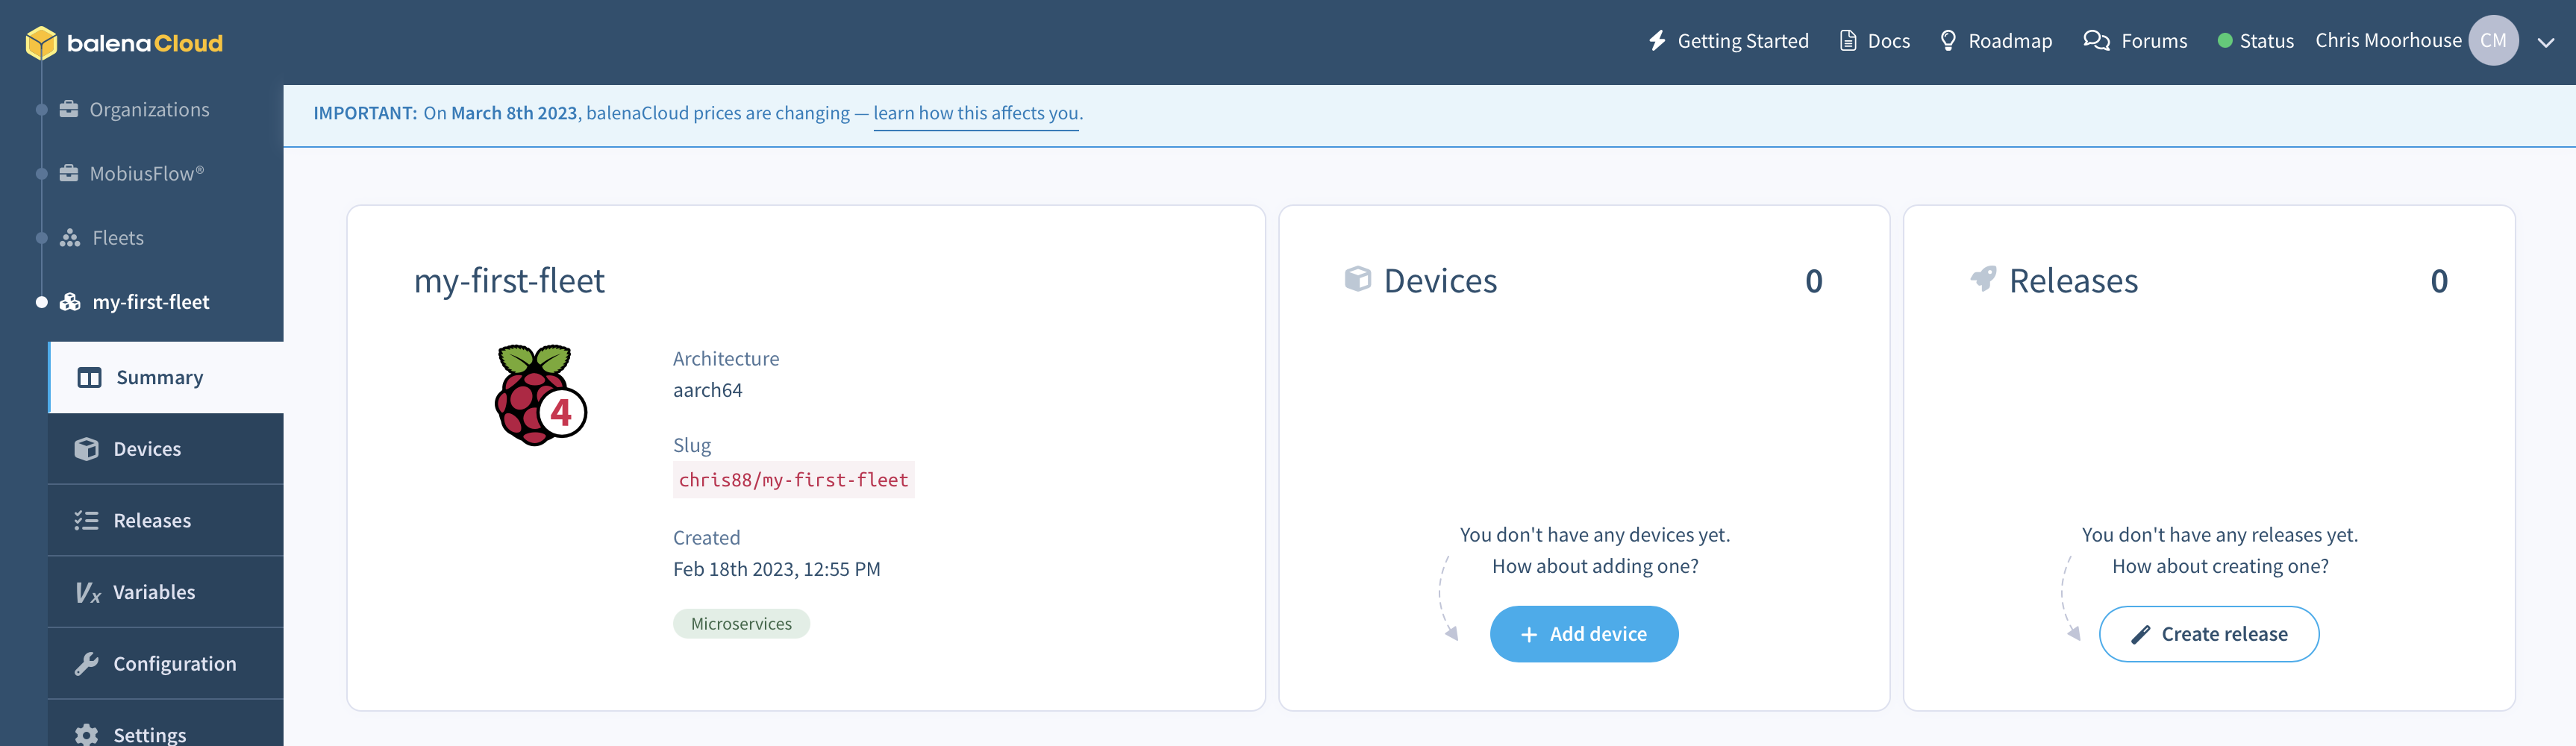 balenaCloud
Getting Started
Docs
Roadmap
Forums
Status
Chris Moorhouse
CM
Organizations
MobiusFlow®
Fleets
my-first-fleet
Summary
Devices
Releases
Vx Variables
Configuration
Settings
IMPORTANT: On March 8th 2023, balenaCloud prices are changing — learn how this affects you.
my-first-fleet
4
Architecture
aarch64
Slug
chris88/my-first-fleet
Created
Feb 18th 2023, 12:55 PM
Microservices
Devices 0
You don't have any devices yet.
How about adding one?
+ Add device
Releases 0
You don't have any releases yet.
How about creating one?
Create release